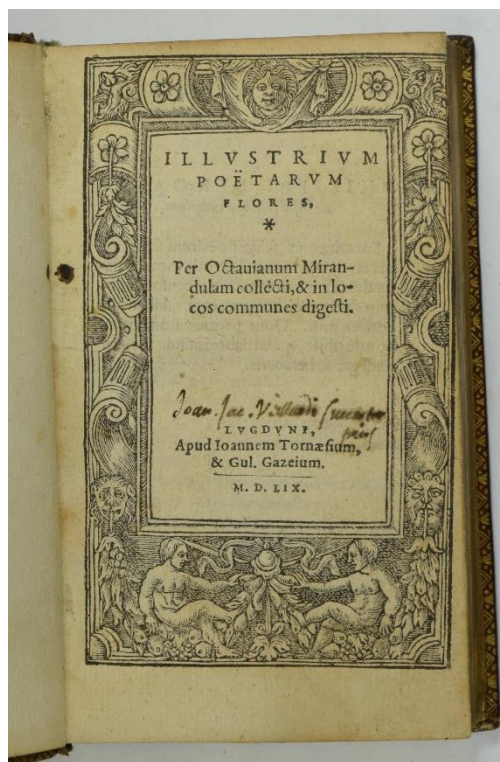 ILLVSTRIVM
POËTARVM
FLORES,
*
Per Octauianum Miran-
dulam collécti, & in lo-
cos communes digesti.
Joan. Jac.
LVGDVNI,
Apud Ioannem Tornæsium,
& Gul. Gazeium.
M. D. LIX.